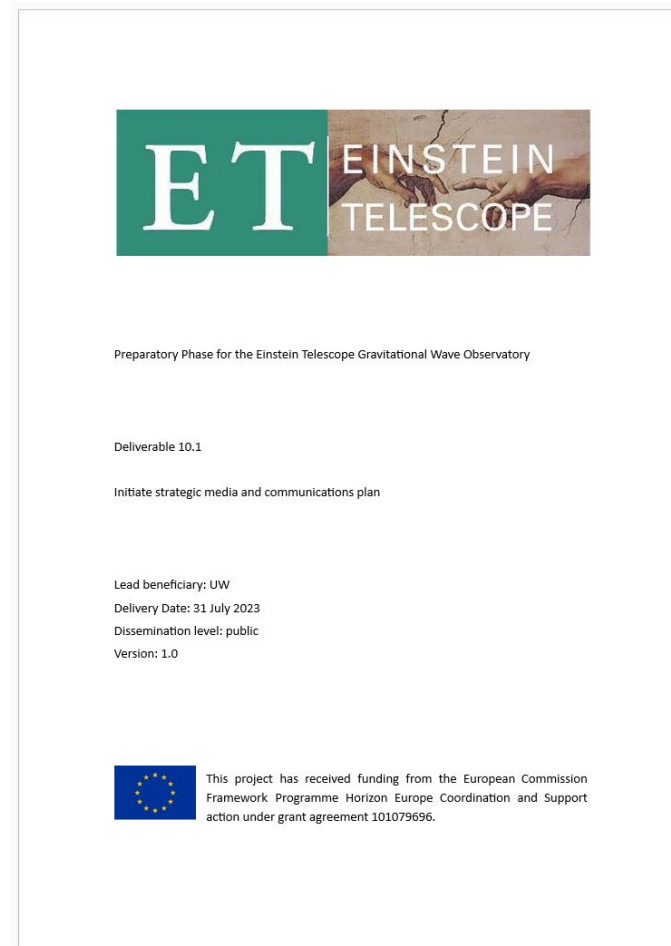 ET
EINSTEIN
TELESCOPE
Preparatory Phase for the Einstein Telescope Gravitational Wave Observatory
Deliverable 10.1
Initiate strategic media and communications plan
Lead beneficiary: UW
Delivery Date: 31 July 2023
Dissemination level: public
Version: 1.0
This project has received funding from the European Commission
Framework Programme Horizon Europe Coordination and Support
action under grant agreement 101079696.